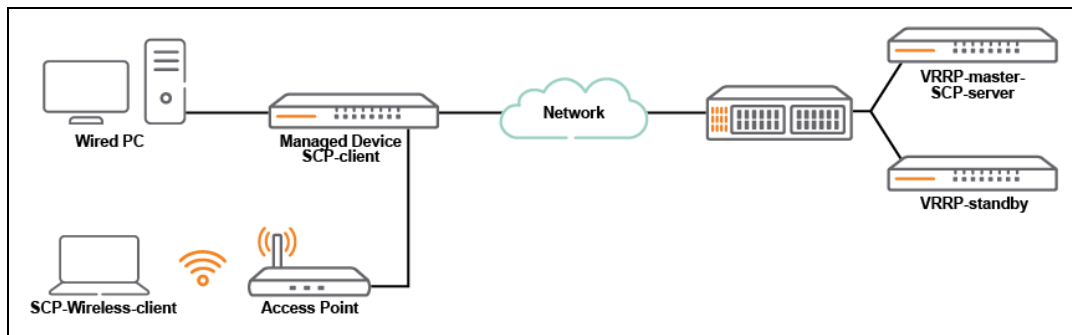 Wired PC
Managed Device
SCP-client
Network
VRRP-master-
SCP-server
VRRP-standby
SCP-Wireless-client
Access Point